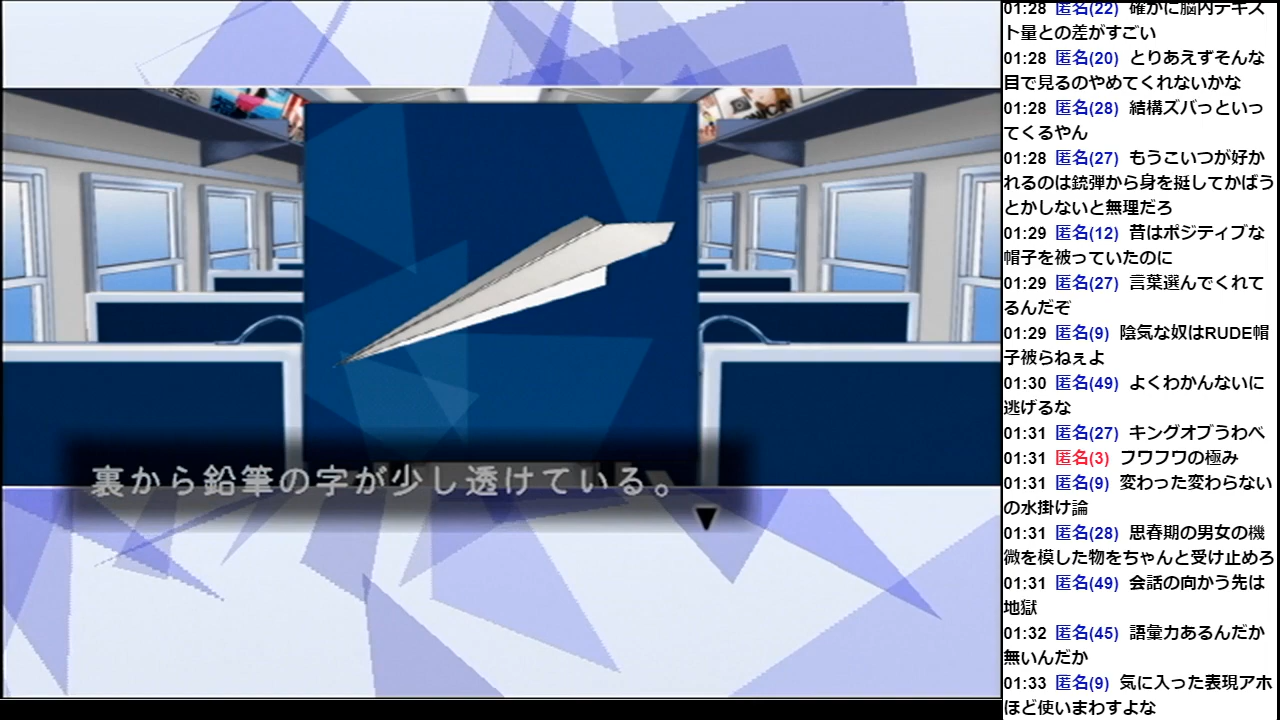 裏から鉛筆の字が少し透けている。
01:28 匿名(22) 確かに脳内テキス
ト量との差がすごい
01:28 匿名(20) とりあえずそんな
目で見るのやめてくれないかな
01:28 匿名(28) 結構ズバっといっ
てくるやん
01:28 匿名(27) もうこいつが好か
れるのは銃弾から身を挺してかばう
とかしないと無理だろ
01:29 匿名(12) 昔はポジティブな
帽子を被っていたのに
01:29 匿名(27) 言葉選んでくれて
るんだぞ
01:29 匿名(9) 陰気な奴はRUDE帽
子被らねぇよ
01:30 匿名(49) よくわかんないに
逃げるな
01:31 匿名(27) キングオブうわべ
01:31 匿名(3) フワフワの極み
01:31 匿名(9) 変わった変わらない
の水掛け論
01:31 匿名(28) 思春期の男女の機
微を模した物をちゃんと受け止めろ
01:31 匿名(49) 会話の向かう先は
地獄
01:32 匿名(45) 語彙力あるんだか
無いんだか
01:33 匿名(9) 気に入った表現アホ
ほど使いまわすよな